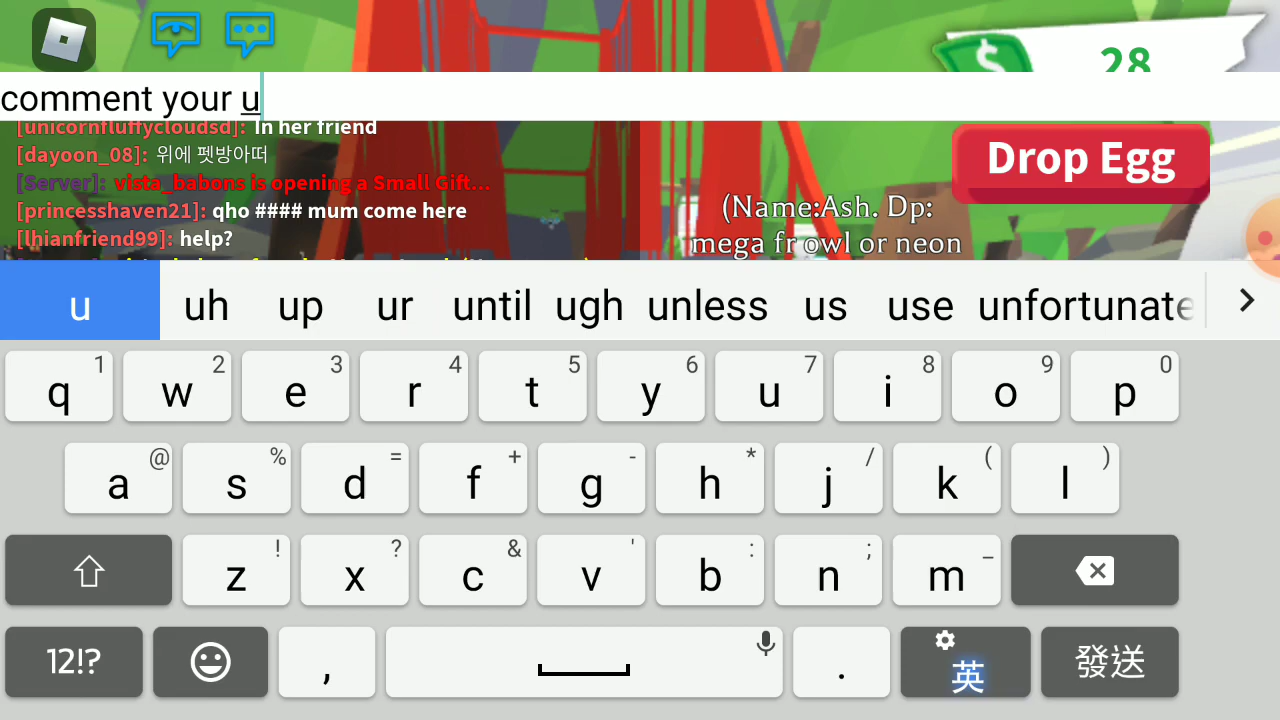 28
comment your u
[unicornfluffycloudsd]: In her friend
[dayoon_08]: 위에 펫방아떠
[Server]: vista_babons is opening a Small Gift...
[princesshaven21]: qho #### mum come here
[lhianfriend99]: help?
Drop Egg
(Name:Ash. Dp:
mega fr owl or neon
u uh up ur until ugh unless us use unfortunate
1 2 3 4 5 6 7 8 9 0
q w e r t y u i o p
@ % = + - * / ( )
a s d f g h j k l
! ? & ' : ; _
z x c v b n m
12!? , . 英 發送